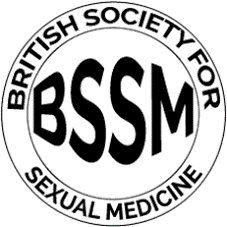 BRITISH SOCIETY FOR
BSSM
SEXUAL MEDICINE